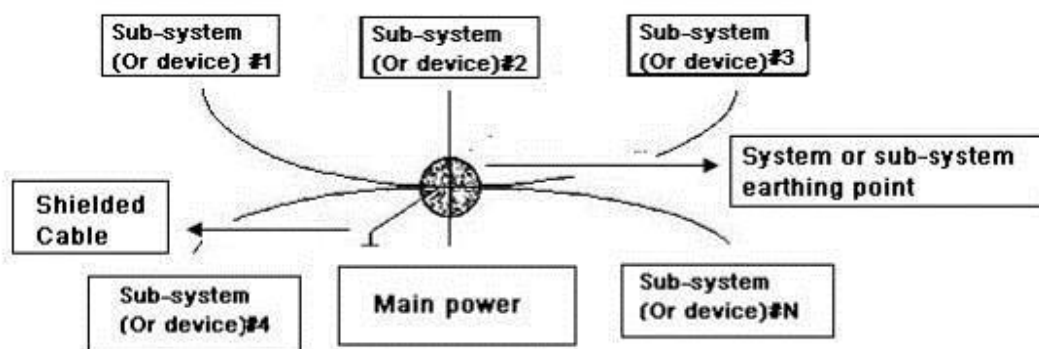 Sub-system
(Or device) #1
Sub-system
(Or device)#2
Sub-system
(Or device)#3
System or sub-system
earthing point
Shielded
Cable
Sub-system
(Or device)#4
Main power
Sub-system
(Or device)#N